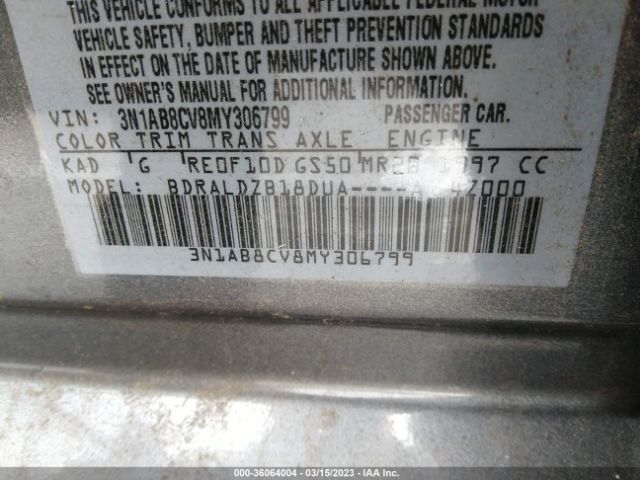 THIS VEHICLE CONFORMS TO ALL APPLICABLE FEDERAL MOTOR
VEHICLE SAFETY, BUMPER AND THEFT PREVENTION STANDARDS
IN EFFECT ON THE DATE OF MANUFACTURE SHOWN ABOVE.
SEE OWNER'S MANUAL FOR ADDITIONAL INFORMATION.
VIN: 3N1AB8CV8MY306799 PASSENGER CAR.
COLOR TRIM TRANS AXLE ENGINE
KAD G RE0F10D GS50 MR20 1997 CC
MODEL: BDRALDZB18DUA----
3N1AB8CV8MY306799
000-36064004 — 03/15/2023 — IAA Inc.